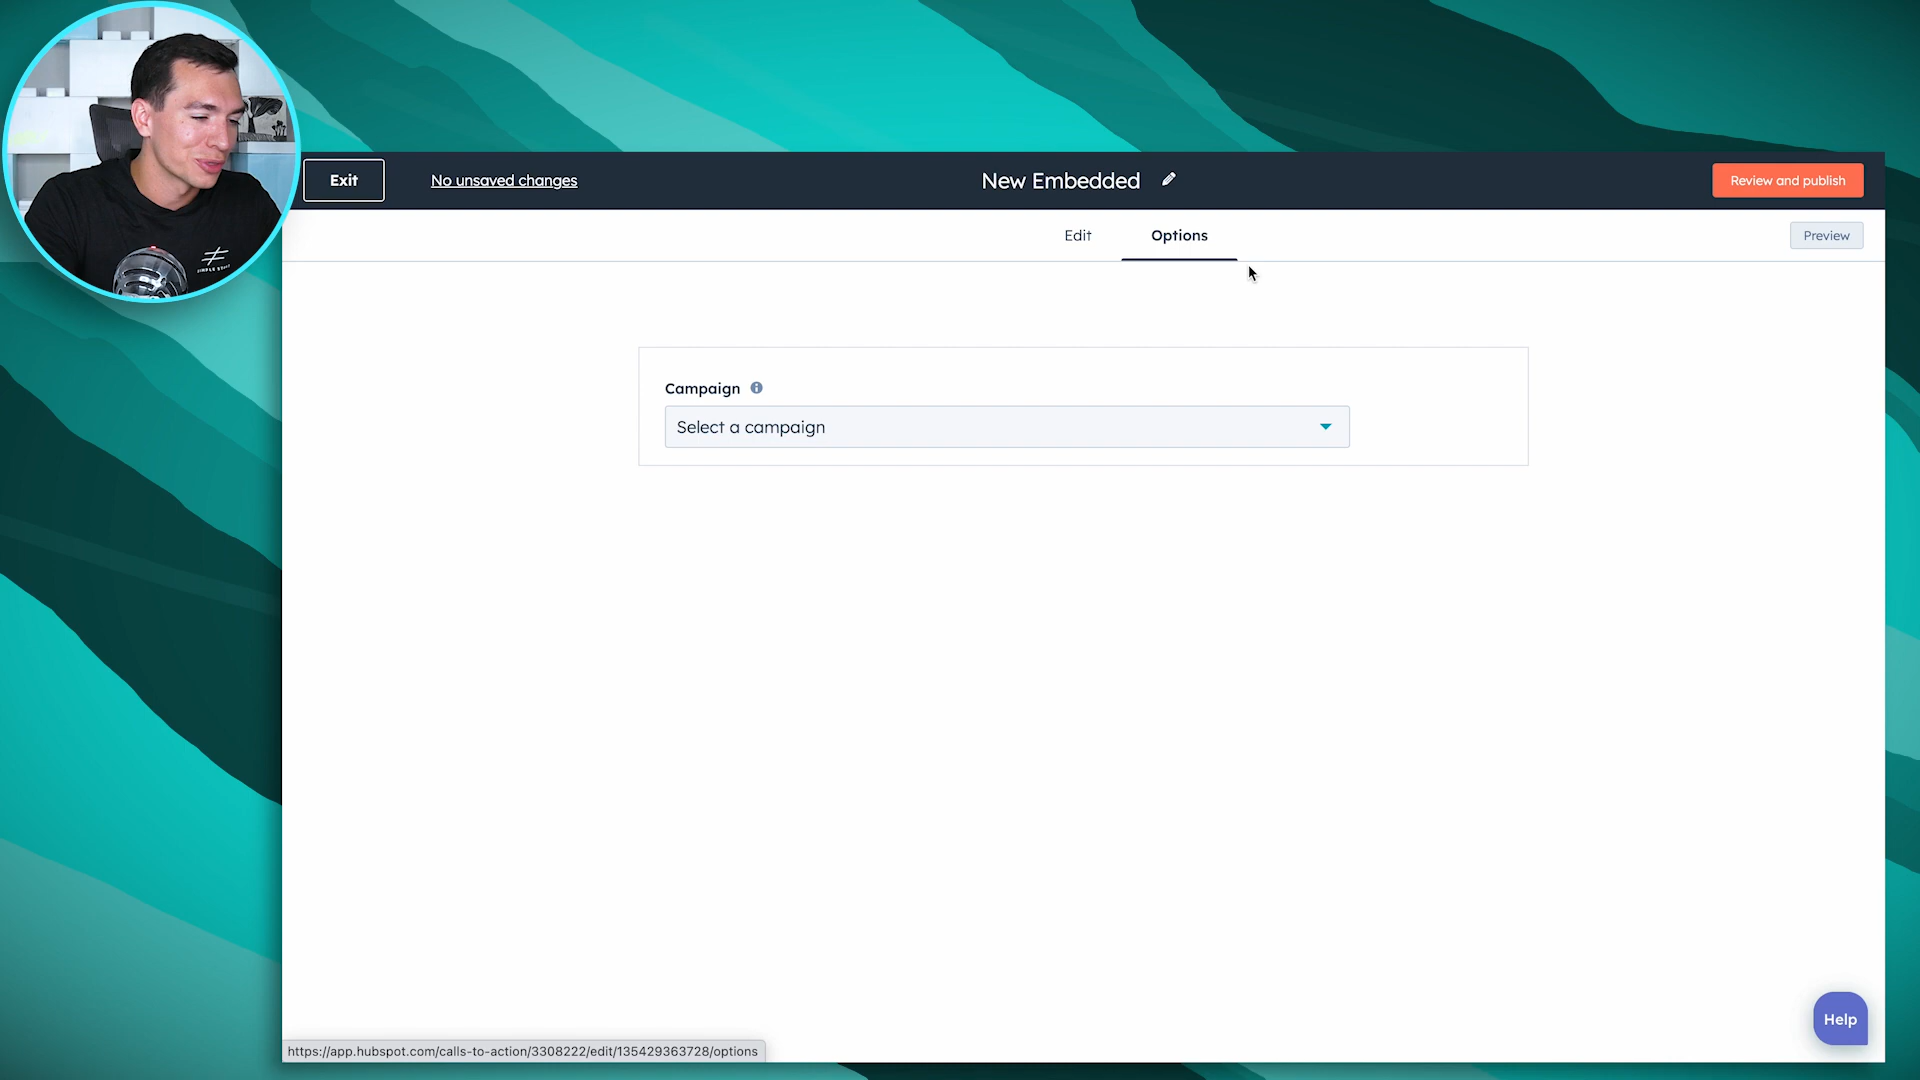 Exit
No unsaved changes
New Embedded
Review and publish
Edit
Options
Preview
Campaign
Select a campaign
Help
https://app.hubspot.com/calls-to-action/3308222/edit/135429363728/options